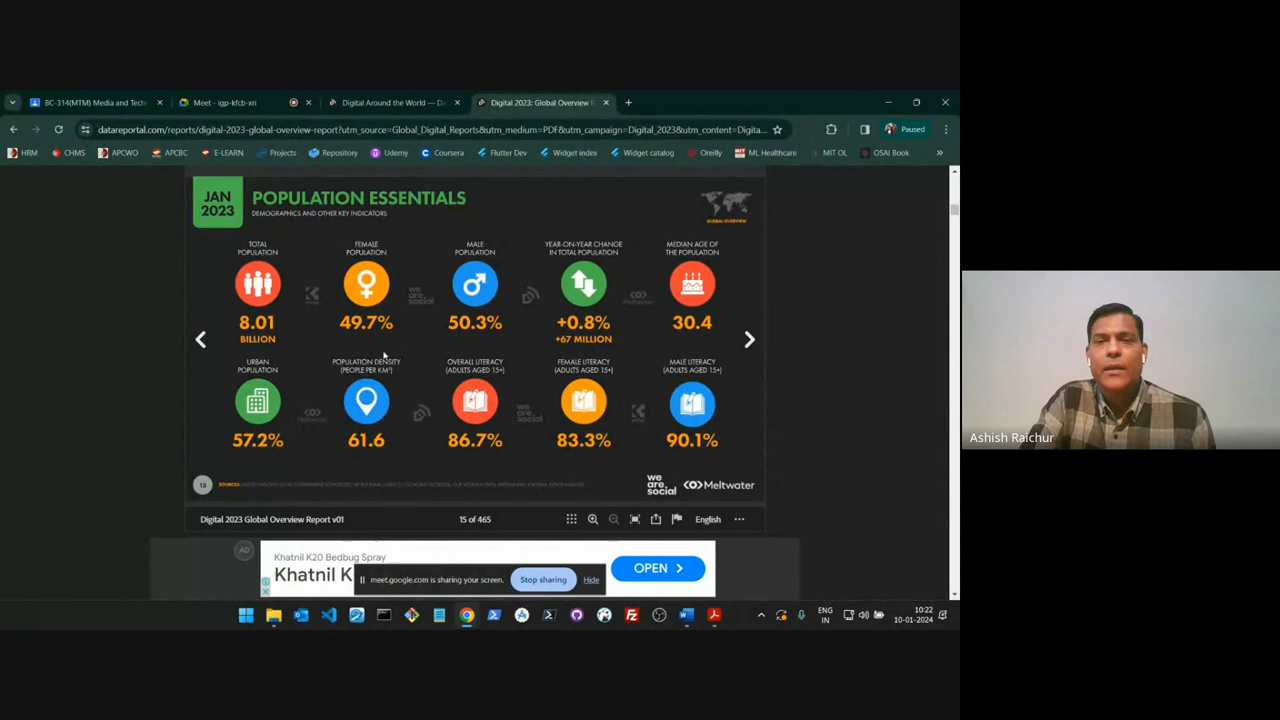 BC-314(MTM) Media and Tech
Meet - igp-kfcb-xri
Digital Around the World — Da
Digital 2023: Global Overview R
datareportal.com/reports/digital-2023-global-overview-report?utm_source=Global_Digital_Reports&utm_medium=PDF&utm_campaign=Digital_2023&utm_content=Digita...
Paused
HRM
CHMS
APCWO
APCBC
E-LEARN
Projects
Repository
Udemy
Coursera
Flutter Dev
Widget index
Widget catalog
Oreilly
ML Healthcare
MIT OL
OSAI Book
JAN
2023
POPULATION ESSENTIALS
DEMOGRAPHICS AND OTHER KEY INDICATORS
GLOBAL OVERVIEW
TOTAL
POPULATION
FEMALE
POPULATION
MALE
POPULATION
YEAR-ON-YEAR CHANGE
IN TOTAL POPULATION
MEDIAN AGE OF
THE POPULATION
8.01
BILLION
49.7%
50.3%
+0.8%
+67 MILLION
30.4
URBAN
POPULATION
POPULATION DENSITY
(PEOPLE PER KM²)
OVERALL LITERACY
(ADULTS AGED 15+)
FEMALE LITERACY
(ADULTS AGED 15+)
MALE LITERACY
(ADULTS AGED 15+)
57.2%
61.6
86.7%
83.3%
90.1%
SOURCES:
we
are.
social
Meltwater
Digital 2023 Global Overview Report v01
15 of 465
English
AD
Khatnil K20 Bedbug Spray
Khatnil K
OPEN
meet.google.com is sharing your screen.
Stop sharing
Hide
ENG
IN
10:22
10-01-2024
Ashish Raichur